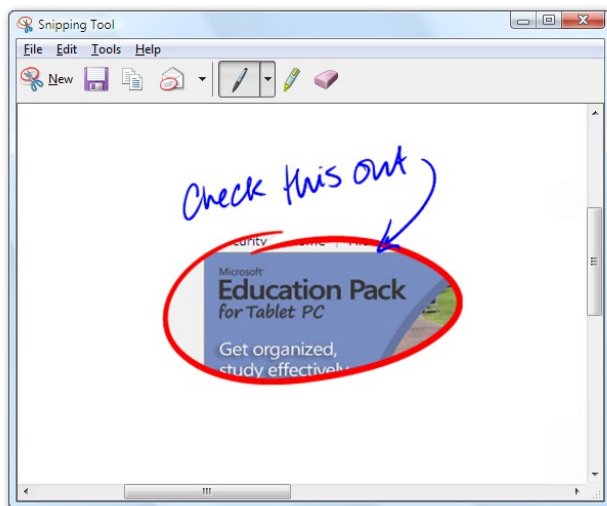 Snipping Tool
File Edit Tools Help
New
Check this out
Microsoft
Education Pack
for Tablet PC
Get organized,
study effectively